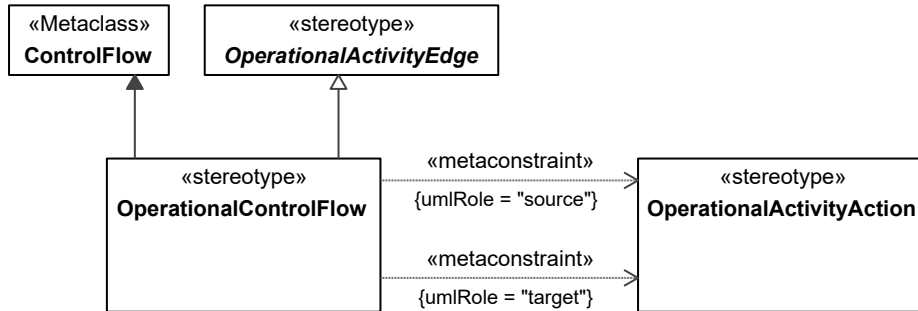 «Metaclass»
ControlFlow
«stereotype»
OperationalActivityEdge
«stereotype»
OperationalControlFlow
«metaconstraint»
{umlRole = "source"}
«metaconstraint»
{umlRole = "target"}
«stereotype»
OperationalActivityAction